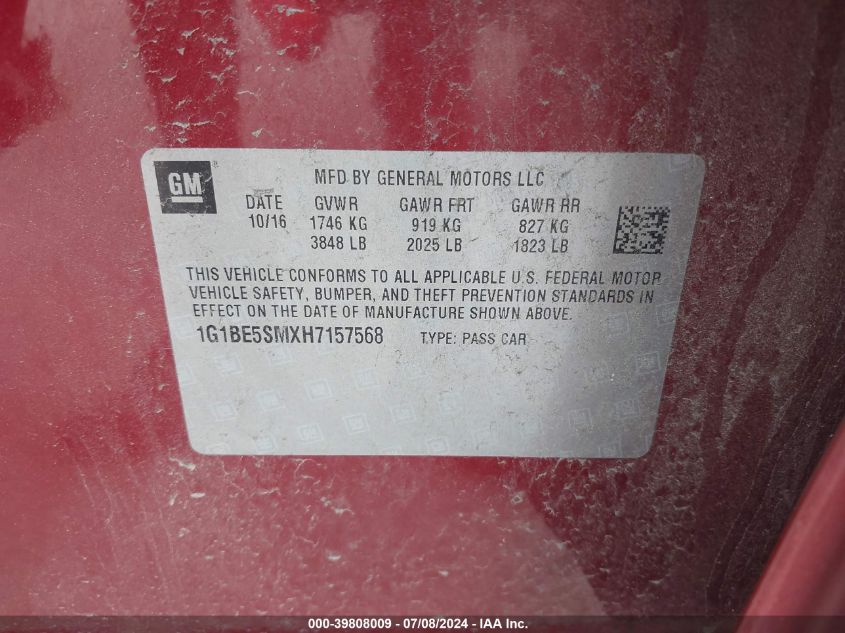 GM
MFD BY GENERAL MOTORS LLC
DATE GVWR GAWR FRT GAWR RR
10/16 1746 KG 919 KG 827 KG
3848 LB 2025 LB 1823 LB
THIS VEHICLE CONFORMS TO ALL APPLICABLE U.S. FEDERAL MOTOR
VEHICLE SAFETY, BUMPER, AND THEFT PREVENTION STANDARDS IN
EFFECT ON THE DATE OF MANUFACTURE SHOWN ABOVE.
1G1BE5SMXH7157568 TYPE: PASS CAR
000-39808009 - 07/08/2024 - IAA Inc.